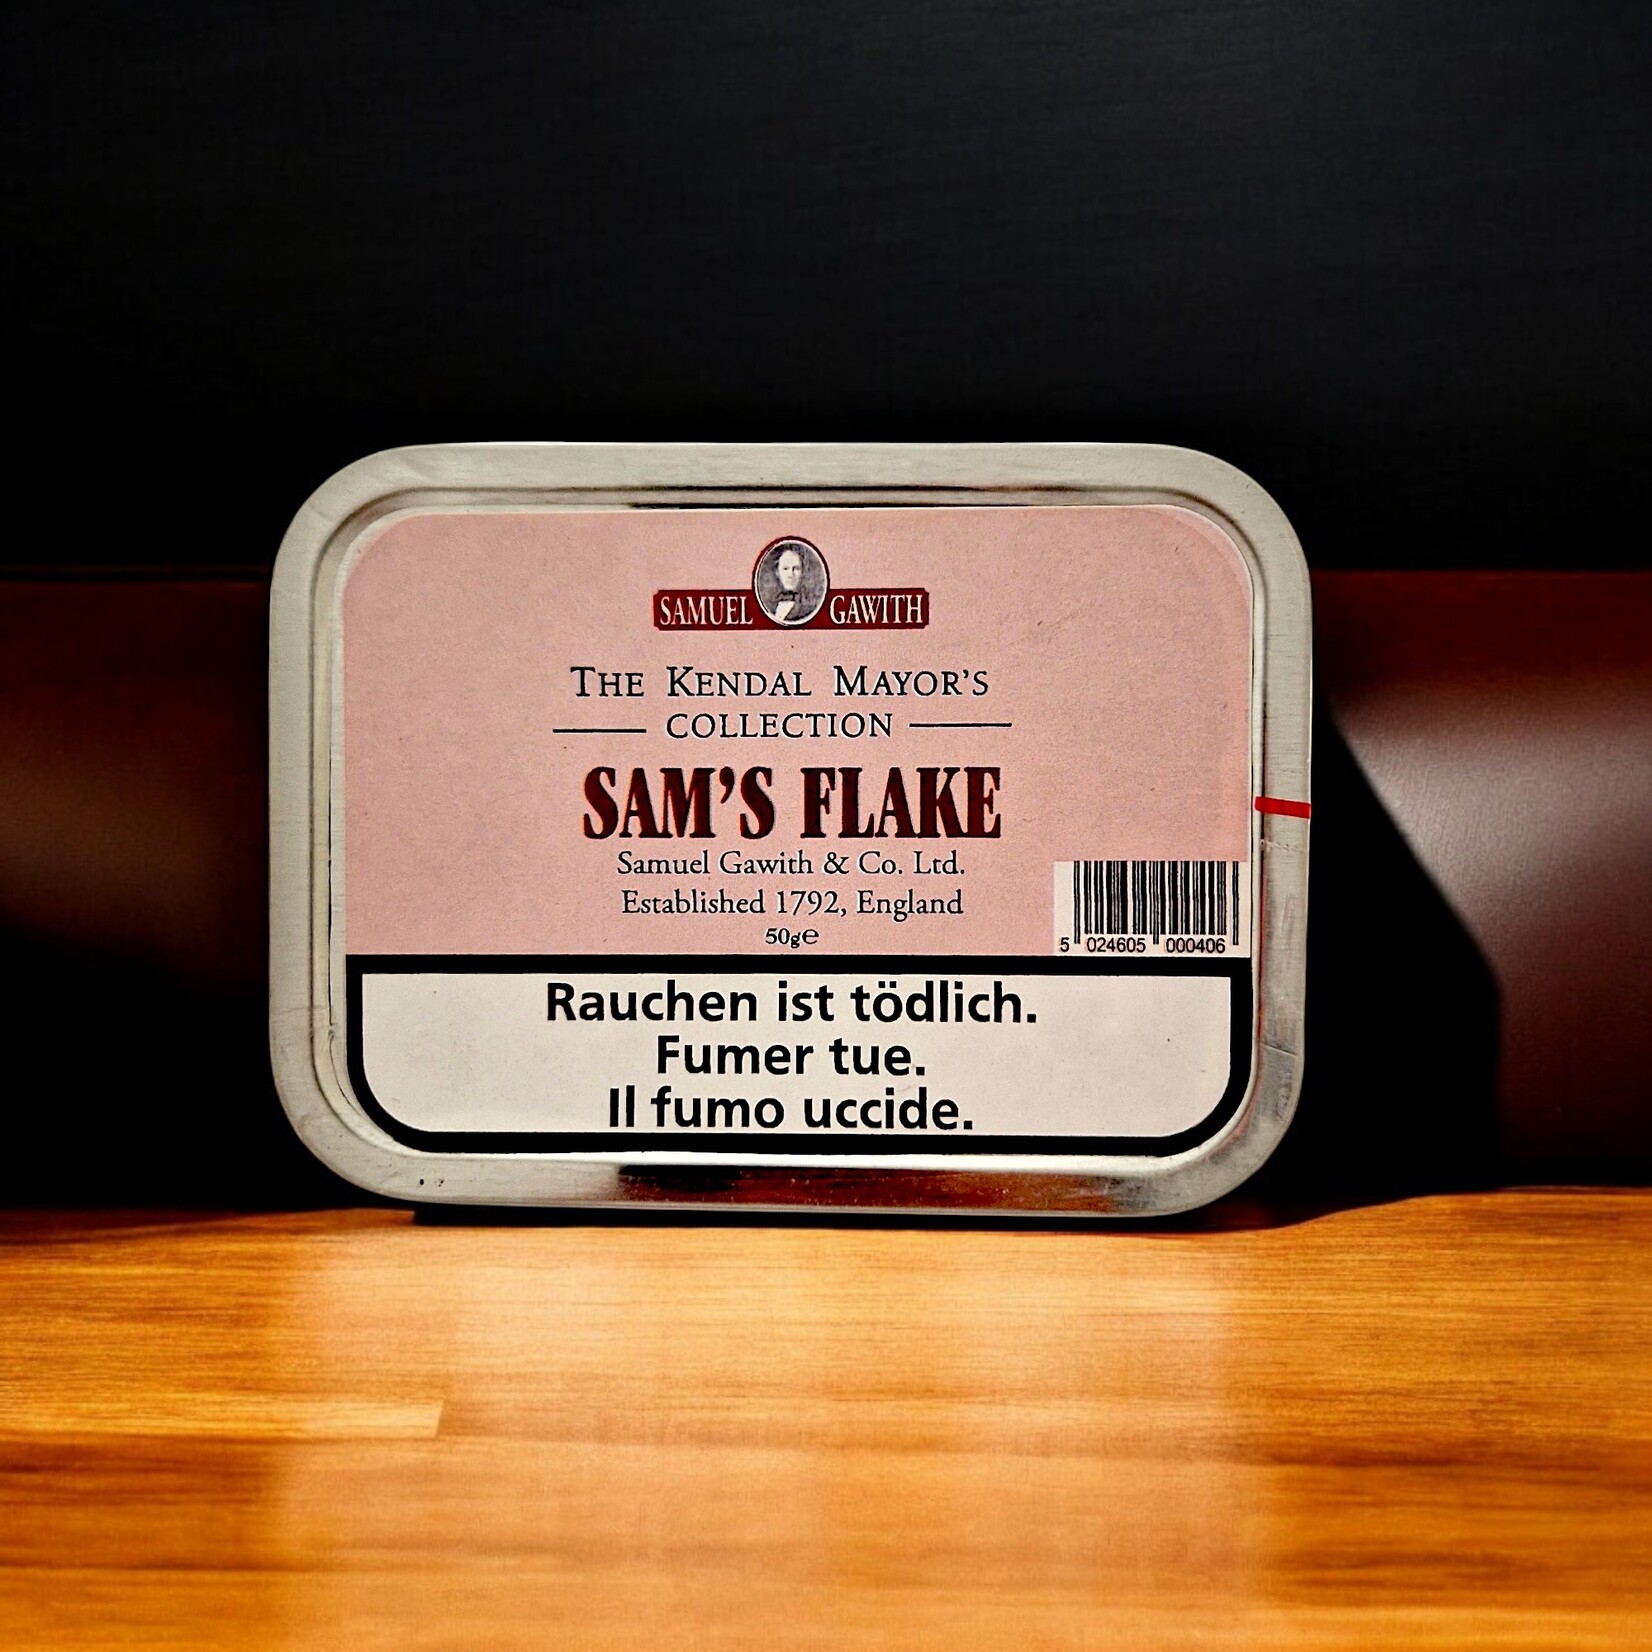 SAMUEL GAWITH
THE KENDAL MAYOR'S
COLLECTION
SAM'S FLAKE
Samuel Gawith & Co. Ltd.
Established 1792, England
50g℮
5 024605 000406
Rauchen ist tödlich.
Fumer tue.
Il fumo uccide.